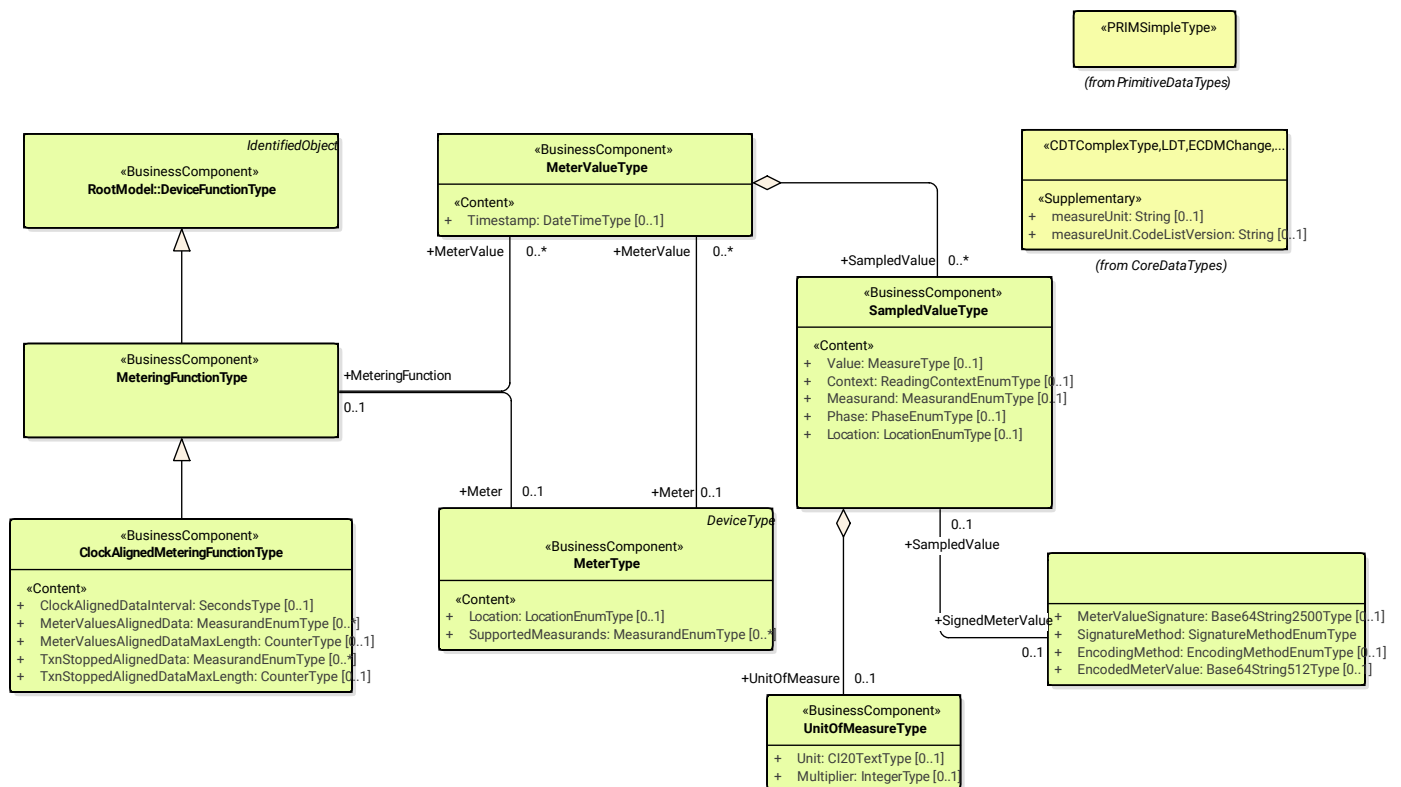 «PRIMSimpleType»
(from PrimitiveDataTypes)
IdentifiedObject
«BusinessComponent»
RootModel::DeviceFunctionType
«BusinessComponent»
MeterValueType
«Content»
+ Timestamp: DateTimeType [0..1]
«CDTComplexType,LDT,ECDMChange,...
«Supplementary»
+ measureUnit: String [0..1]
+ measureUnit.CodeListVersion: String [0..1]
(from CoreDataTypes)
+MeterValue 0..*
+MeterValue 0..*
+SampledValue 0..*
«BusinessComponent»
SampledValueType
«Content»
+ Value: MeasureType [0..1]
+ Context: ReadingContextEnumType [0..1]
+ Measurand: MeasurandEnumType [0..1]
+ Phase: PhaseEnumType [0..1]
+ Location: LocationEnumType [0..1]
«BusinessComponent»
MeteringFunctionType
+MeteringFunction
0..1
+Meter 0..1
+Meter 0..1
DeviceType
«BusinessComponent»
MeterType
«Content»
+ Location: LocationEnumType [0..1]
+ SupportedMeasurands: MeasurandEnumType [0..*]
«BusinessComponent»
ClockAlignedMeteringFunctionType
«Content»
+ ClockAlignedDataInterval: SecondsType [0..1]
+ MeterValuesAlignedData: MeasurandEnumType [0..*]
+ MeterValuesAlignedDataMaxLength: CounterType [0..1]
+ TxnStoppedAlignedData: MeasurandEnumType [0..*]
+ TxnStoppedAlignedDataMaxLength: CounterType [0..1]
0..1
+SampledValue
+SignedMeterValue
0..1
+ MeterValueSignature: Base64String2500Type [0..1]
+ SignatureMethod: SignatureMethodEnumType
+ EncodingMethod: EncodingMethodEnumType [0..1]
+ EncodedMeterValue: Base64String512Type [0..1]
+UnitOfMeasure 0..1
«BusinessComponent»
UnitOfMeasureType
+ Unit: CI20TextType [0..1]
+ Multiplier: IntegerType [0..1]